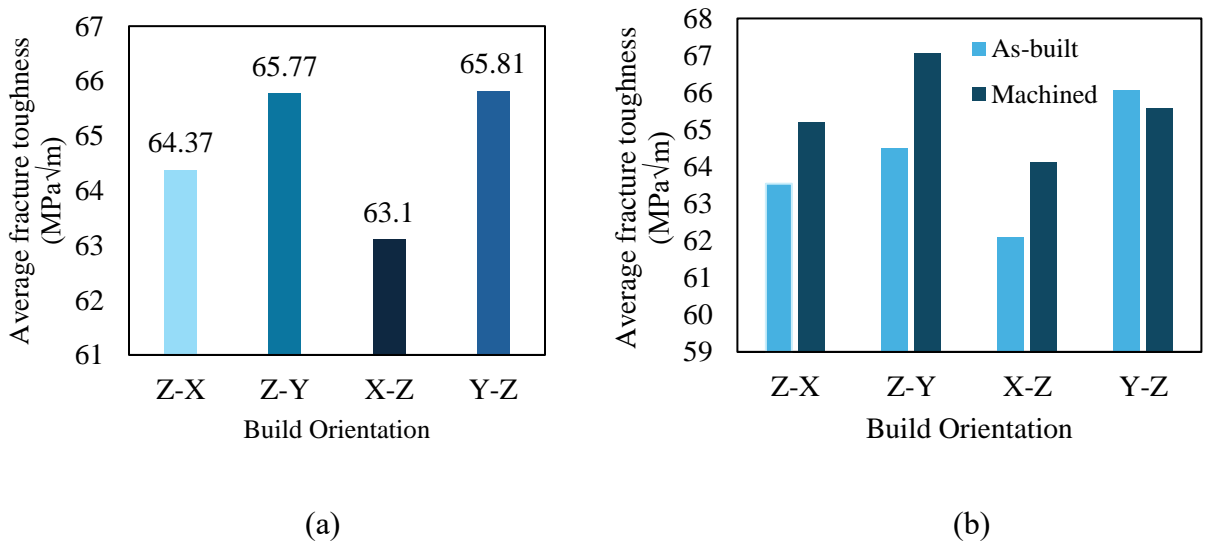 Average fracture toughness
(MPa√m)
67
66
65
64
63
62
61
64.37
65.77
63.1
65.81
Z-X Z-Y X-Z Y-Z
Build Orientation
(a)
Average fracture toughness
(MPa√m)
68
67
66
65
64
63
62
61
60
59
As-built
Machined
Z-X Z-Y X-Z Y-Z
Build Orientation
(b)